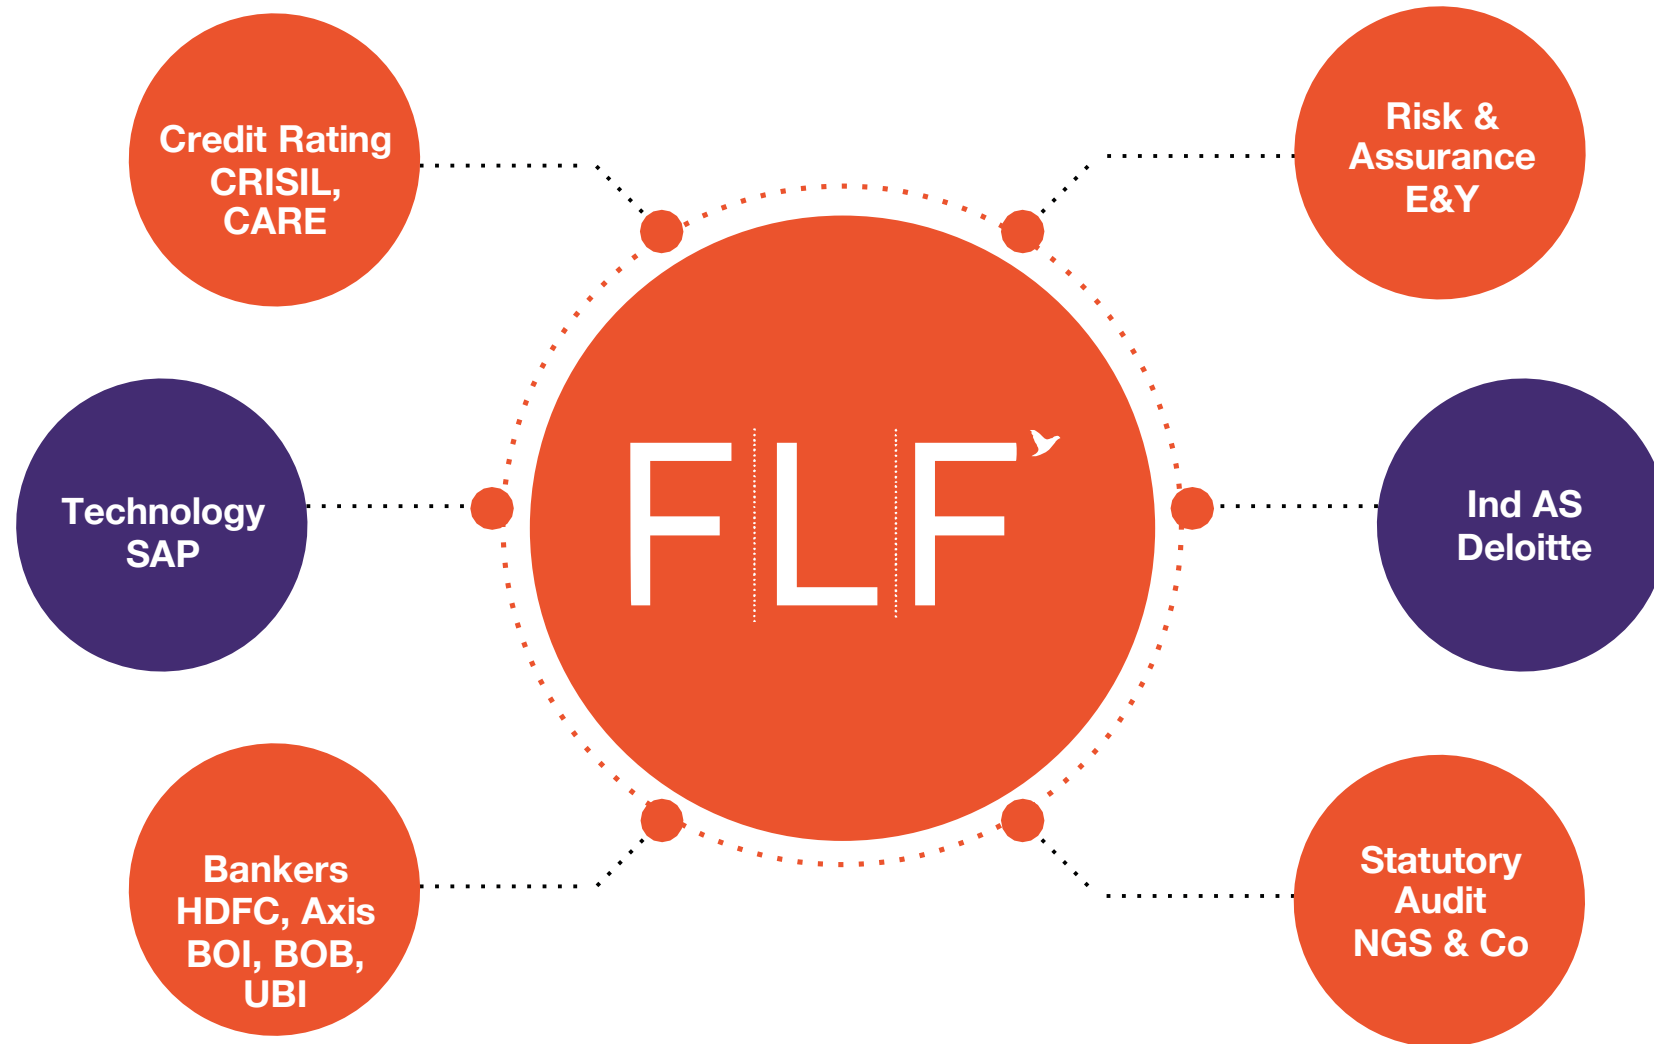 Credit Rating
CRISIL,
CARE
Risk &
Assurance
E&Y
Technology
SAP
FLF
Ind AS
Deloitte
Bankers
HDFC, Axis
BOI, BOB,
UBI
Statutory
Audit
NGS & Co